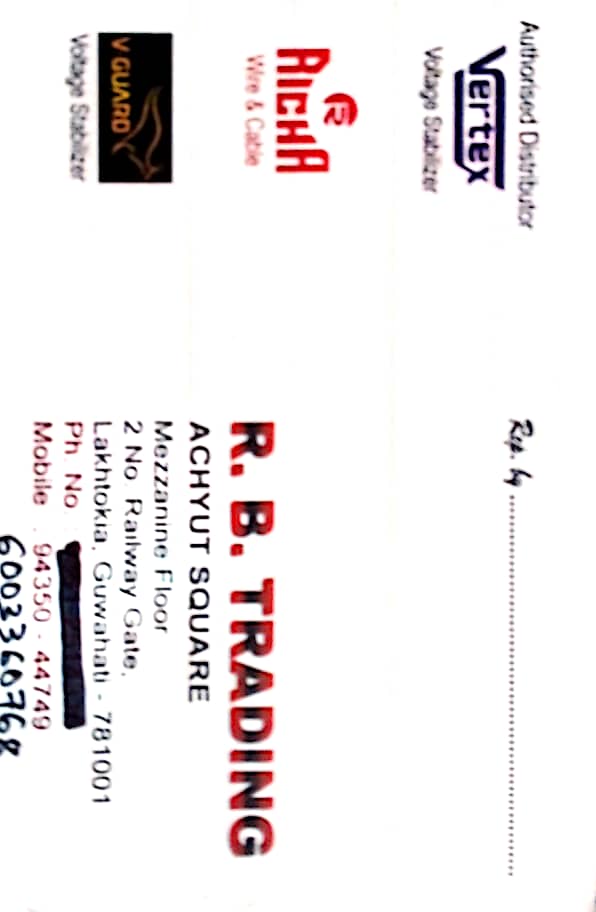 Authorised Distributor
Vertex
Voltage Stabilizer
R
RICHA
Wire & Cable
V GUARD
Voltage Stabilizer
Rep. by ......................................................
R. B. TRADING
ACHYUT SQUARE
Mezzanine Floor
2 No. Railway Gate,
Lakhtokia, Guwahati - 781001
Ph. No. :
Mobile : 94350 - 44749
6003360768